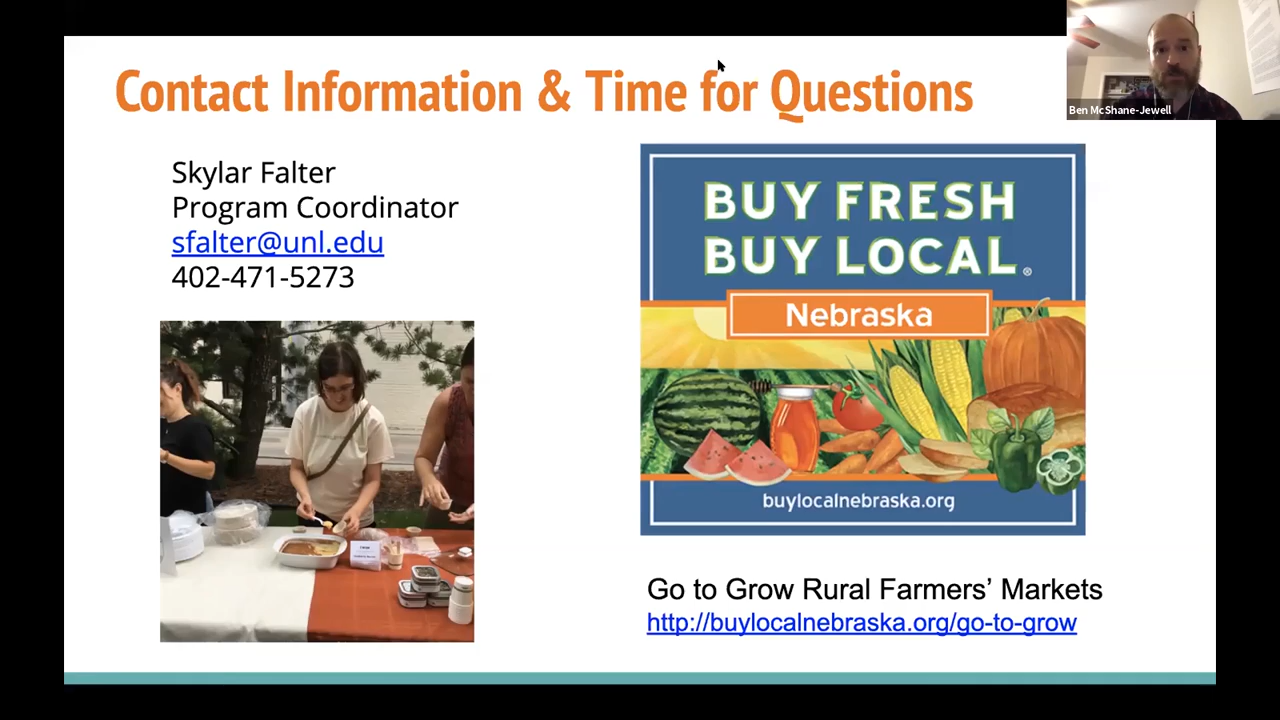 Contact Information & Time for Questions
Ben McShane-Jewell
Skylar Falter
Program Coordinator
sfalter@unl.edu
402-471-5273
BUY FRESH
BUY LOCAL®
Nebraska
buylocalnebraska.org
Go to Grow Rural Farmers’ Markets
http://buylocalnebraska.org/go-to-grow